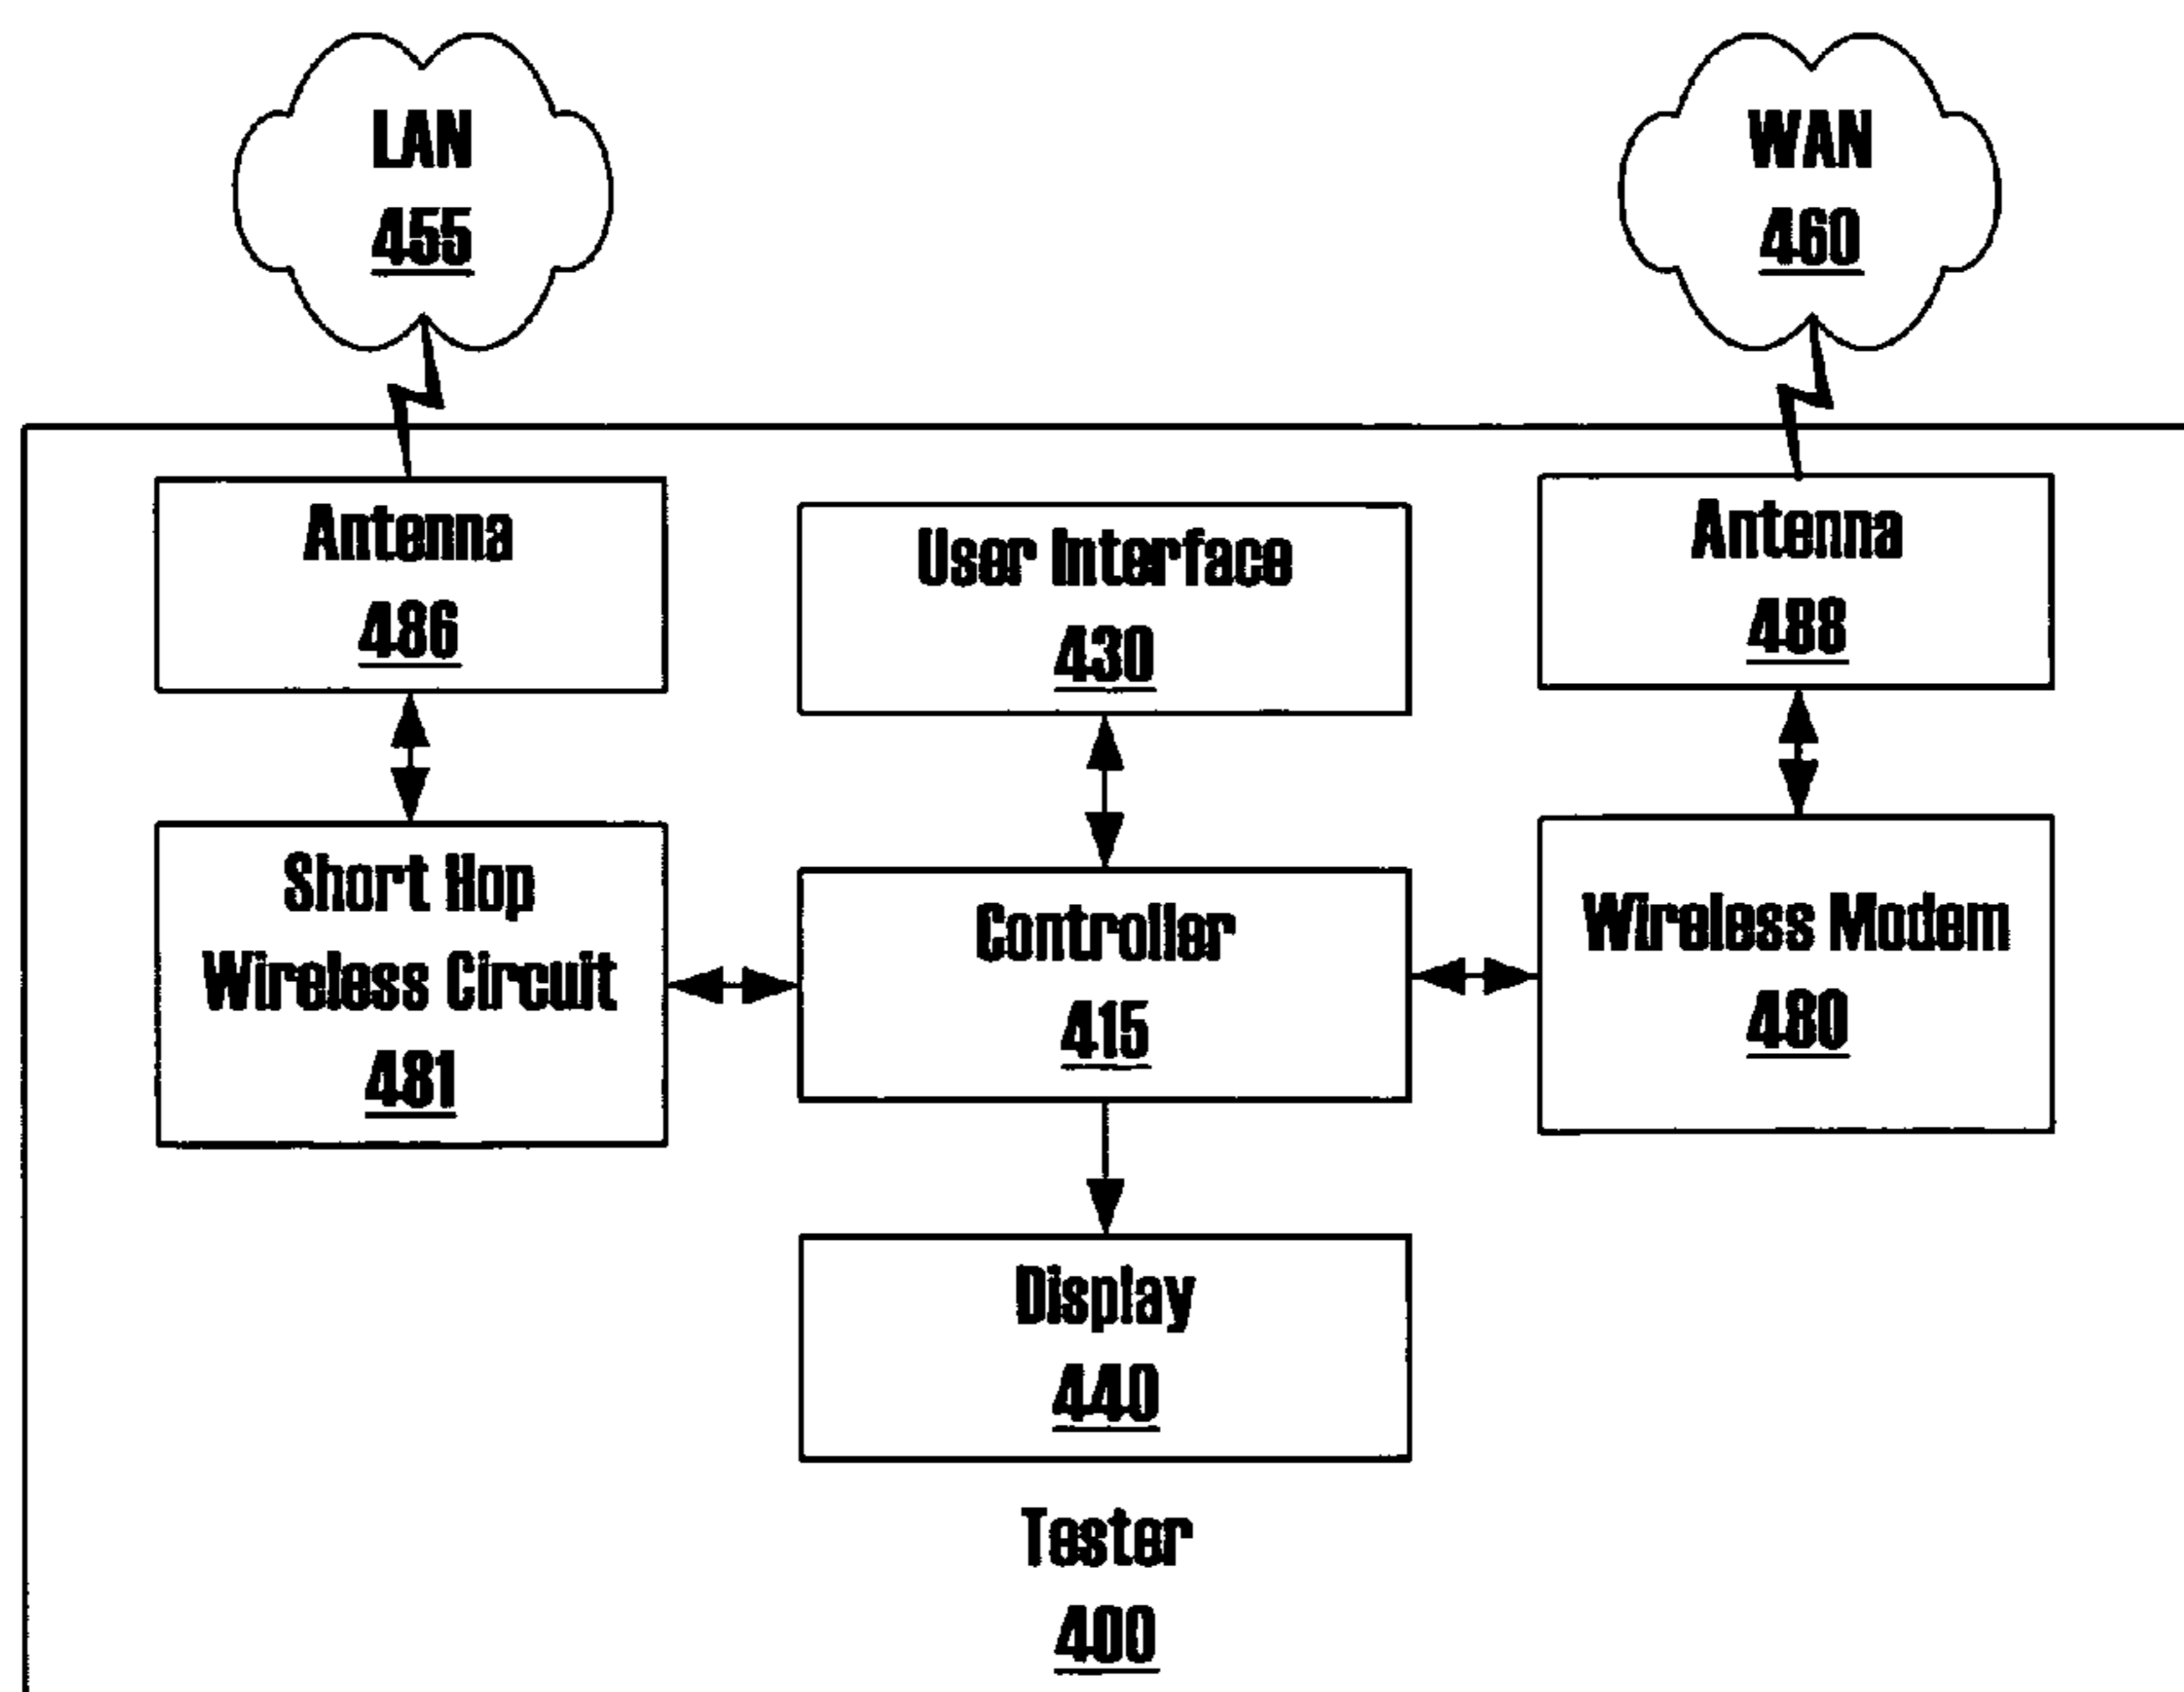 LAN
455
WAN
460
Antenna
486
User Interface
430
Antenna
488
Short Hop
Wireless Circuit
481
Controller
415
Wireless Modem
480
Display
440
Tester
400